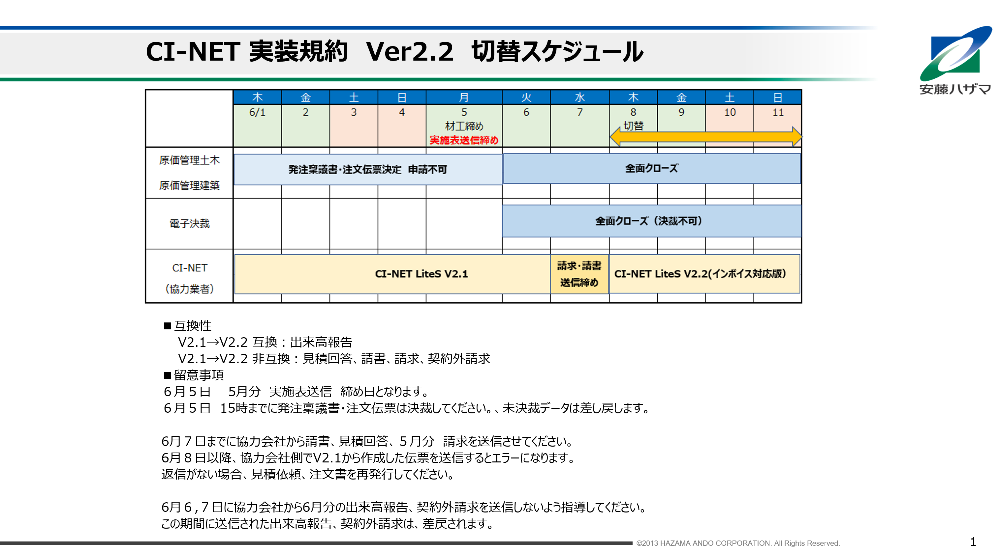 CI-NET 実装規約　Ver2.2　切替スケジュール
安藤ハザマ
木 金 土 日 月 火 水 木 金 土 日
6/1 2 3 4 5 6 7 8 9 10 11
材工締め 切替
実施表送信締め
原価管理土木
原価管理建築
発注稟議書・注文伝票決定　申請不可 全面クローズ
電子決裁
全面クローズ（決裁不可）
CI-NET
（協力業者）
CI-NET LiteS V2.1
請求・請書
送信締め
CI-NET LiteS V2.2(インボイス対応版）
■互換性
V2.1→V2.2 互換：出来高報告
V2.1→V2.2 非互換：見積回答、請書、請求、契約外請求
■留意事項
６月５日　 5月分　実施表送信　締め日となります。
６月５日　15時までに発注稟議書・注文伝票は決裁してください。、未決裁データは差し戻します。
6月７日までに協力会社から請書、見積回答、５月分　請求を送信させてください。
6月８日以降、協力会社側でV2.1から作成した伝票を送信するとエラーになります。
返信がない場合、見積依頼、注文書を再発行してください。
6月６,７日に協力会社から6月分の出来高報告、契約外請求を送信しないよう指導してください。
この期間に送信された出来高報告、契約外請求は、差戻されます。
©2013 HAZAMA ANDO CORPORATION. All Rights Reserved.
1